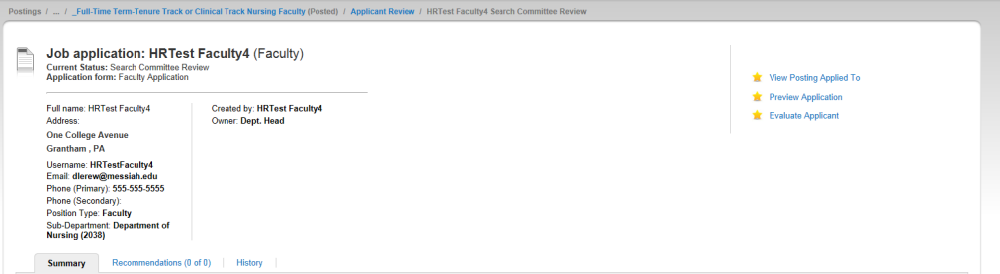 Postings / ... / _Full-Time Term-Tenure Track or Clinical Track Nursing Faculty (Posted) / Applicant Review / HRTest Faculty4 Search Committee Review
Job application: HRTest Faculty4 (Faculty)
Current Status: Search Committee Review
Application form: Faculty Application
Full name: HRTest Faculty4
Address:
One College Avenue
Grantham , PA
Username: HRTestFaculty4
Email: dlerew@messiah.edu
Phone (Primary): 555-555-5555
Phone (Secondary):
Position Type: Faculty
Sub-Department: Department of
Nursing (2038)
Created by: HRTest Faculty4
Owner: Dept. Head
View Posting Applied To
Preview Application
Evaluate Applicant
Summary Recommendations (0 of 0) History